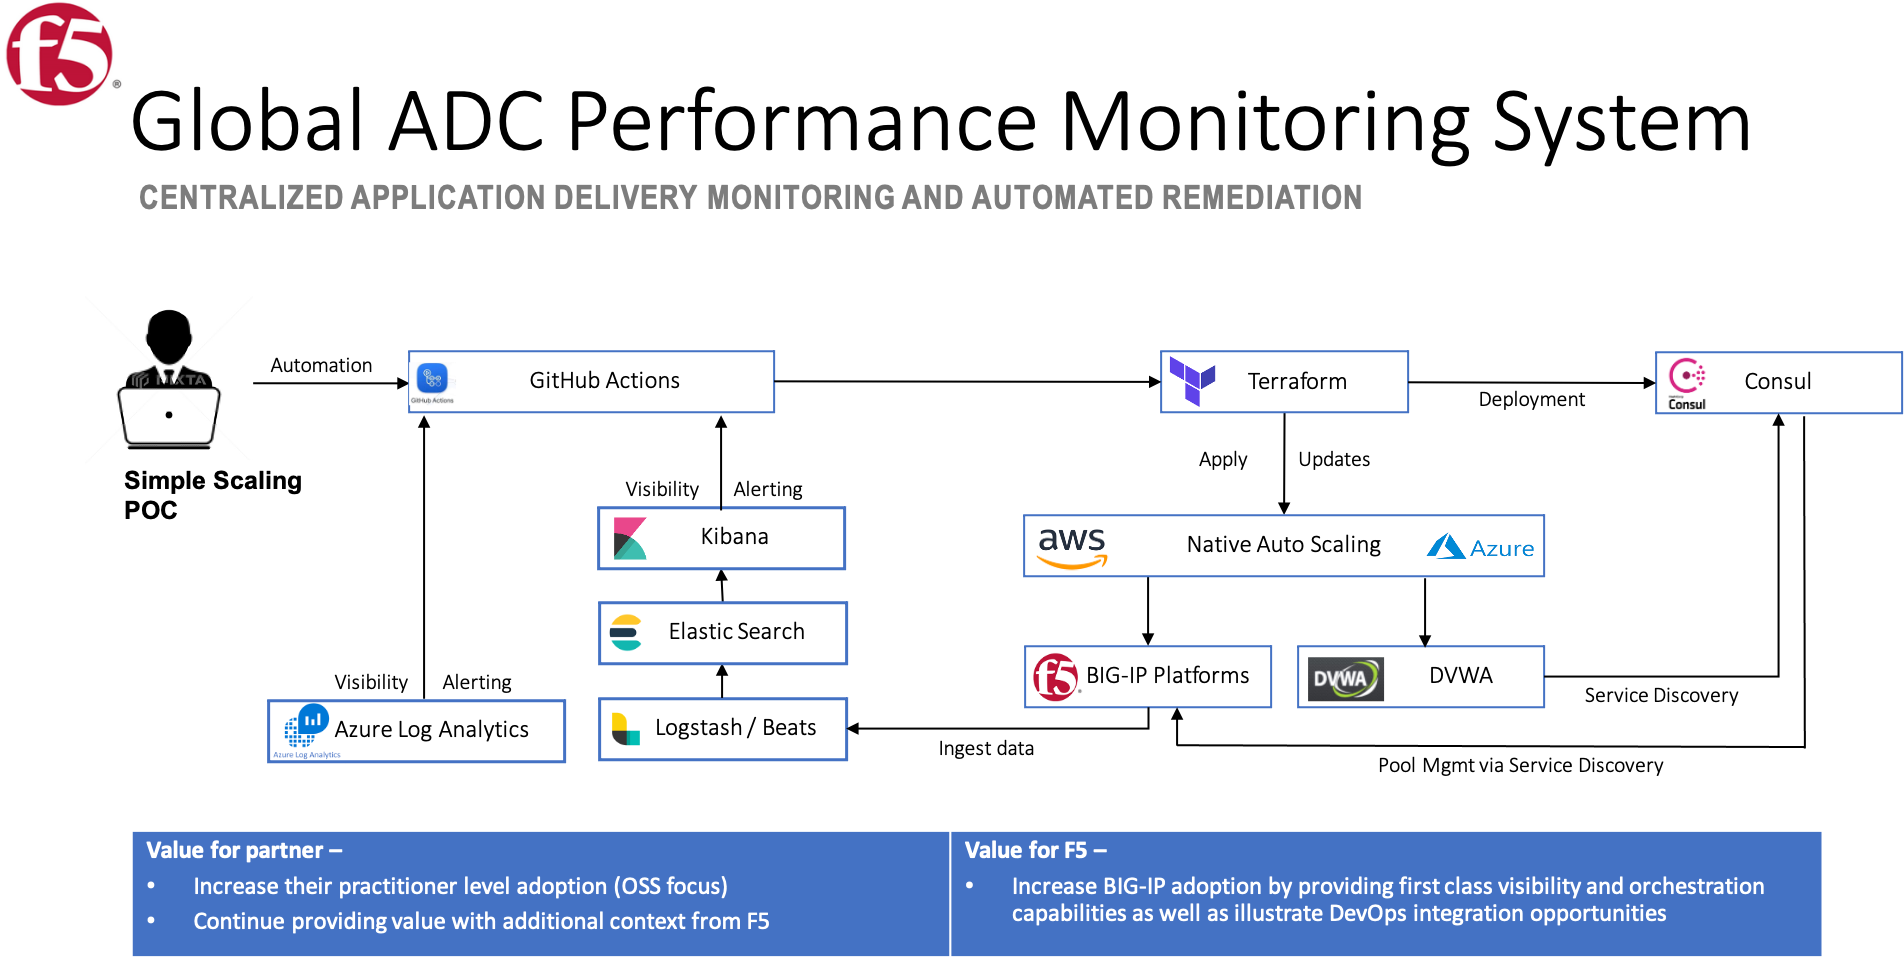 f5
®
Global ADC Performance Monitoring System
CENTRALIZED APPLICATION DELIVERY MONITORING AND AUTOMATED REMEDIATION
Automation
GitHub Actions
GitHub Actions
Terraform
Deployment
Consul
Consul
Simple Scaling
POC
Apply
Updates
Visibility
Alerting
Kibana
aws
Native Auto Scaling
Azure
Elastic Search
Visibility
Alerting
f5
BIG-IP Platforms
DVWA
DVWA
Service Discovery
Azure Log Analytics
Azure Log Analytics
Logstash / Beats
Ingest data
Pool Mgmt via Service Discovery
Value for partner –
• Increase their practitioner level adoption (OSS focus)
• Continue providing value with additional context from F5
Value for F5 –
• Increase BIG-IP adoption by providing first class visibility and orchestration
capabilities as well as illustrate DevOps integration opportunities